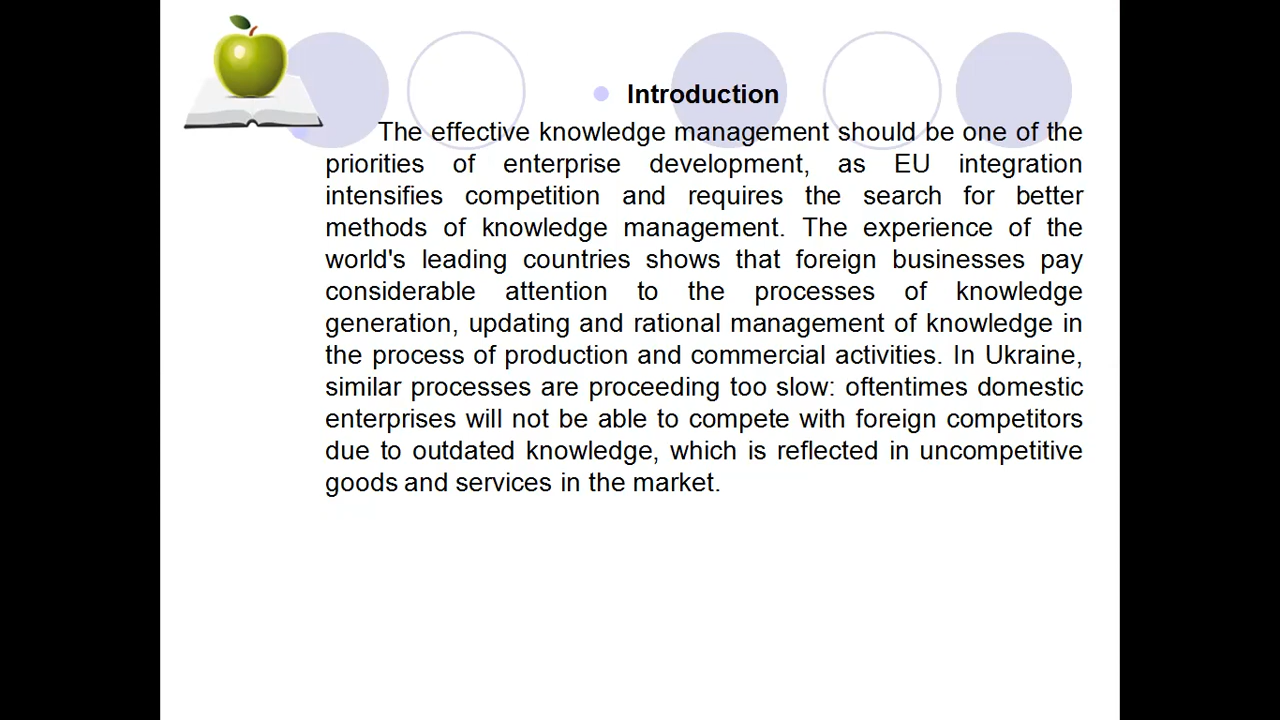 Introduction
The effective knowledge management should be one of the
priorities of enterprise development, as EU integration
intensifies competition and requires the search for better
methods of knowledge management. The experience of the
world's leading countries shows that foreign businesses pay
considerable attention to the processes of knowledge
generation, updating and rational management of knowledge in
the process of production and commercial activities. In Ukraine,
similar processes are proceeding too slow: oftentimes domestic
enterprises will not be able to compete with foreign competitors
due to outdated knowledge, which is reflected in uncompetitive
goods and services in the market.